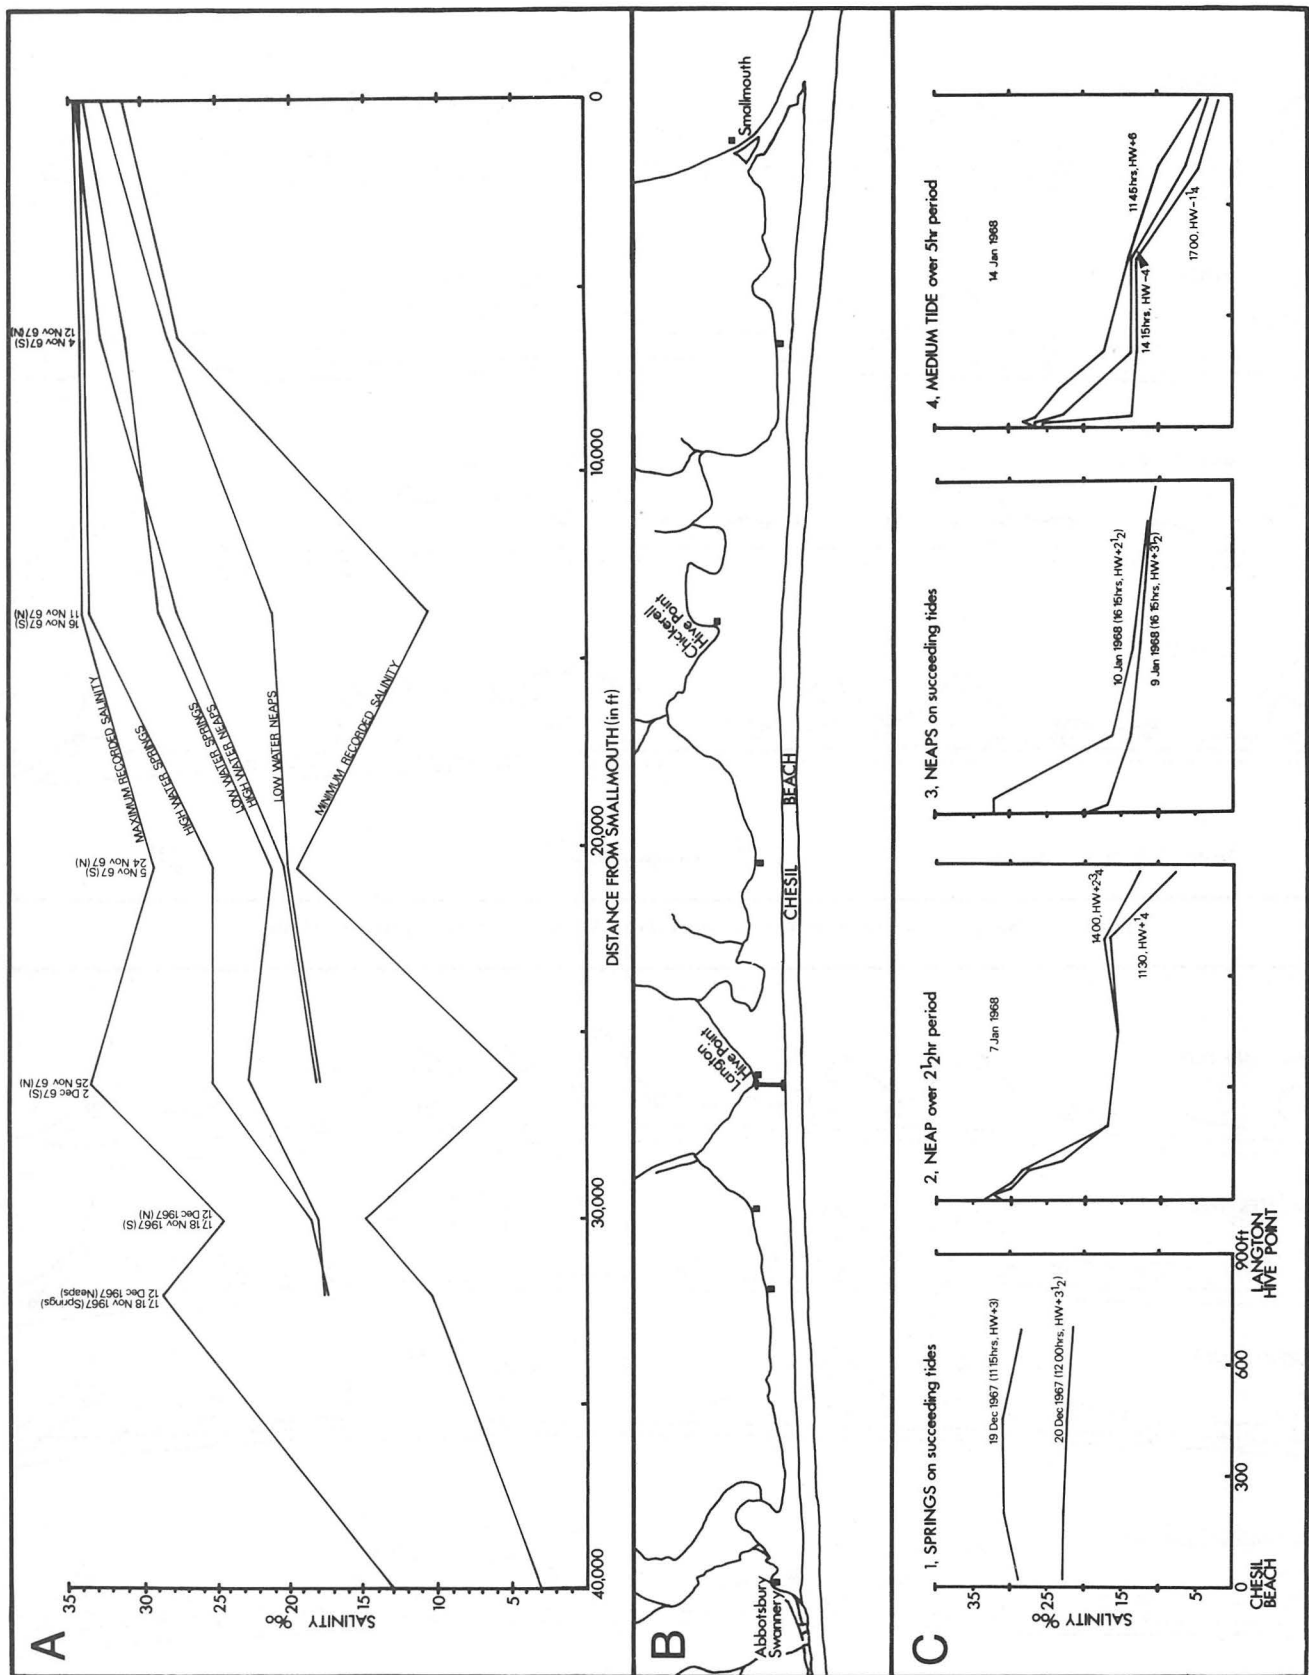 A
SALINITY ‰
35
30
25
20
15
10
5
40,000
30,000
20,000
10,000
0
DISTANCE FROM SMALLMOUTH (in ft)
17.18 Nov 1967 (Springs)
12 Dec 1967 (Neaps)
17.18 Nov 1967 (S)
12 Dec 1967 (N)
2 Dec 67 (S)
25 Nov 67 (N)
5 Nov 67 (S)
24 Nov 67 (N)
16 Nov 67 (S)
11 Nov 67 (N)
4 Nov 67 (S)
12 Nov 67 (N)
MAXIMUM RECORDED SALINITY
HIGH WATER SPRINGS
LOW WATER SPRINGS
HIGH WATER NEAPS
LOW WATER NEAPS
MINIMUM RECORDED SALINITY
B
Abbotsbury
Swannery
Langton
Hive Point
Chickerell
Hive Point
Smallmouth
CHESIL
BEACH
C
1, SPRINGS on succeeding tides
SALINITY ‰
35
25
15
5
19 Dec 1967 (11 15hrs, HW+3)
20 Dec 1967 (12 00hrs, HW+3½)
0
300
600
900ft
CHESIL
BEACH
LANGTON
HIVE POINT
2, NEAP over 2½hr period
7 Jan 1968
14 00, HW+2¾
11 30, HW+¼
3, NEAPS on succeeding tides
10 Jan 1968 (16 15hrs, HW+2½)
9 Jan 1968 (16 15hrs, HW+3½)
4, MEDIUM TIDE over 5hr period
14 Jan 1968
11 45hrs, HW+6
14 15hrs, HW-4
17 00, HW-1¼